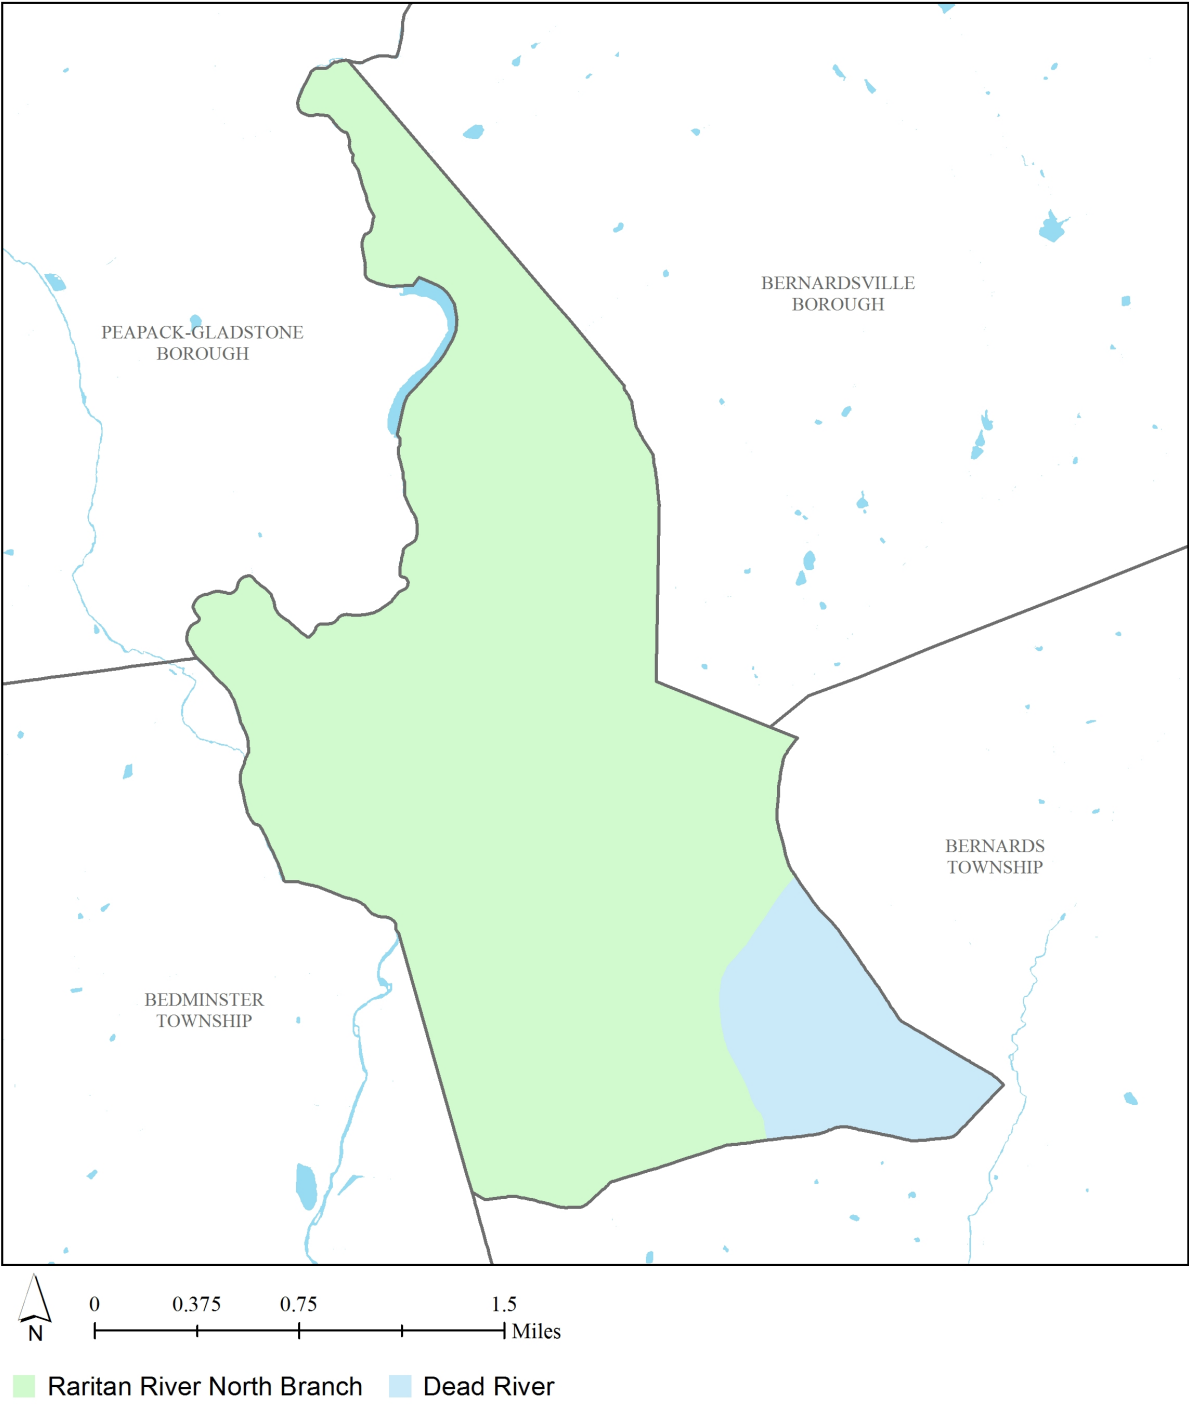 BERNARDSVILLE
BOROUGH
PEAPACK-GLADSTONE
BOROUGH
BERNARDS
TOWNSHIP
BEDMINSTER
TOWNSHIP
N
0 0.375 0.75 1.5
Miles
Raritan River North Branch Dead River